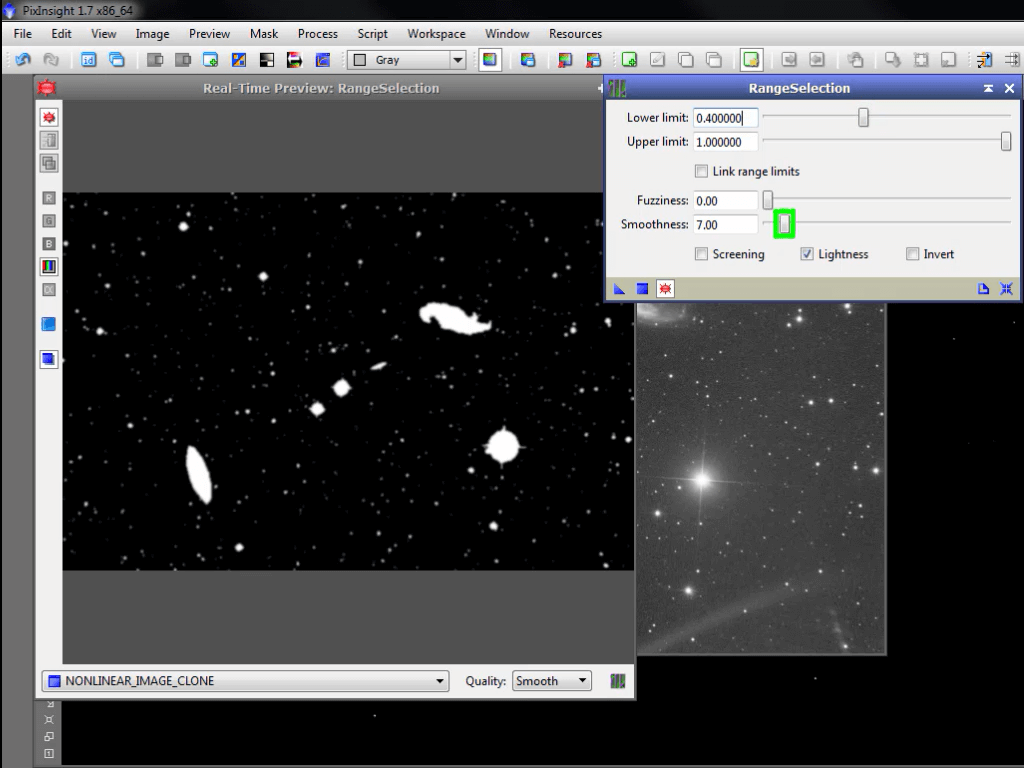 PixInsight 1.7 x86_64
File Edit View Image Preview Mask Process Script Workspace Window Resources
id Gray
Real-Time Preview: RangeSelection
RangeSelection
Lower limit: 0.400000
Upper limit: 1.000000
Link range limits
Fuzziness: 0.00
Smoothness: 7.00
Screening Lightness Invert
R
G
B
NONLINEAR_IMAGE_CLONE Quality: Smooth
1